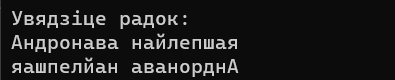 Увядзіце радок:
Андронава найлепшая
яашпелйан аванорднА